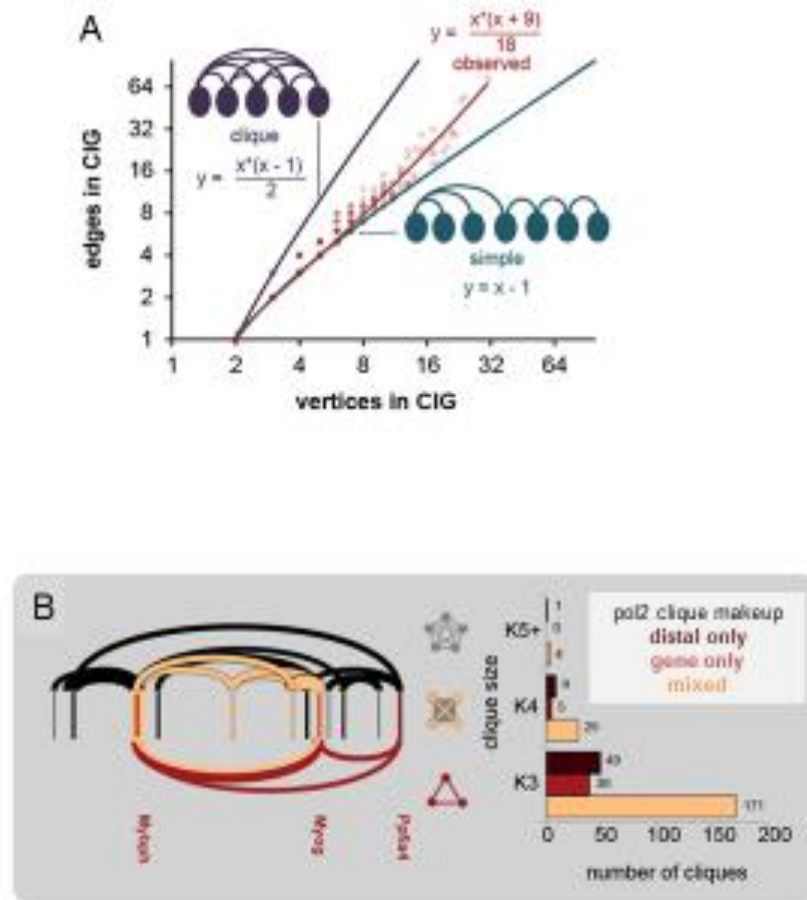 A
y = x*(x + 9)
18
observed
64
32
16
8
4
2
1
edges in CIG
clique
y = x*(x - 1)
2
simple
y = x - 1
1 2 4 8 16 32 64
vertices in CIG
B
pol2 clique makeup
distal only
gene only
mixed
clique size
K5+
1
0
4
K4
5
K3
49
171
Myog
0 50 100 150 200
number of cliques